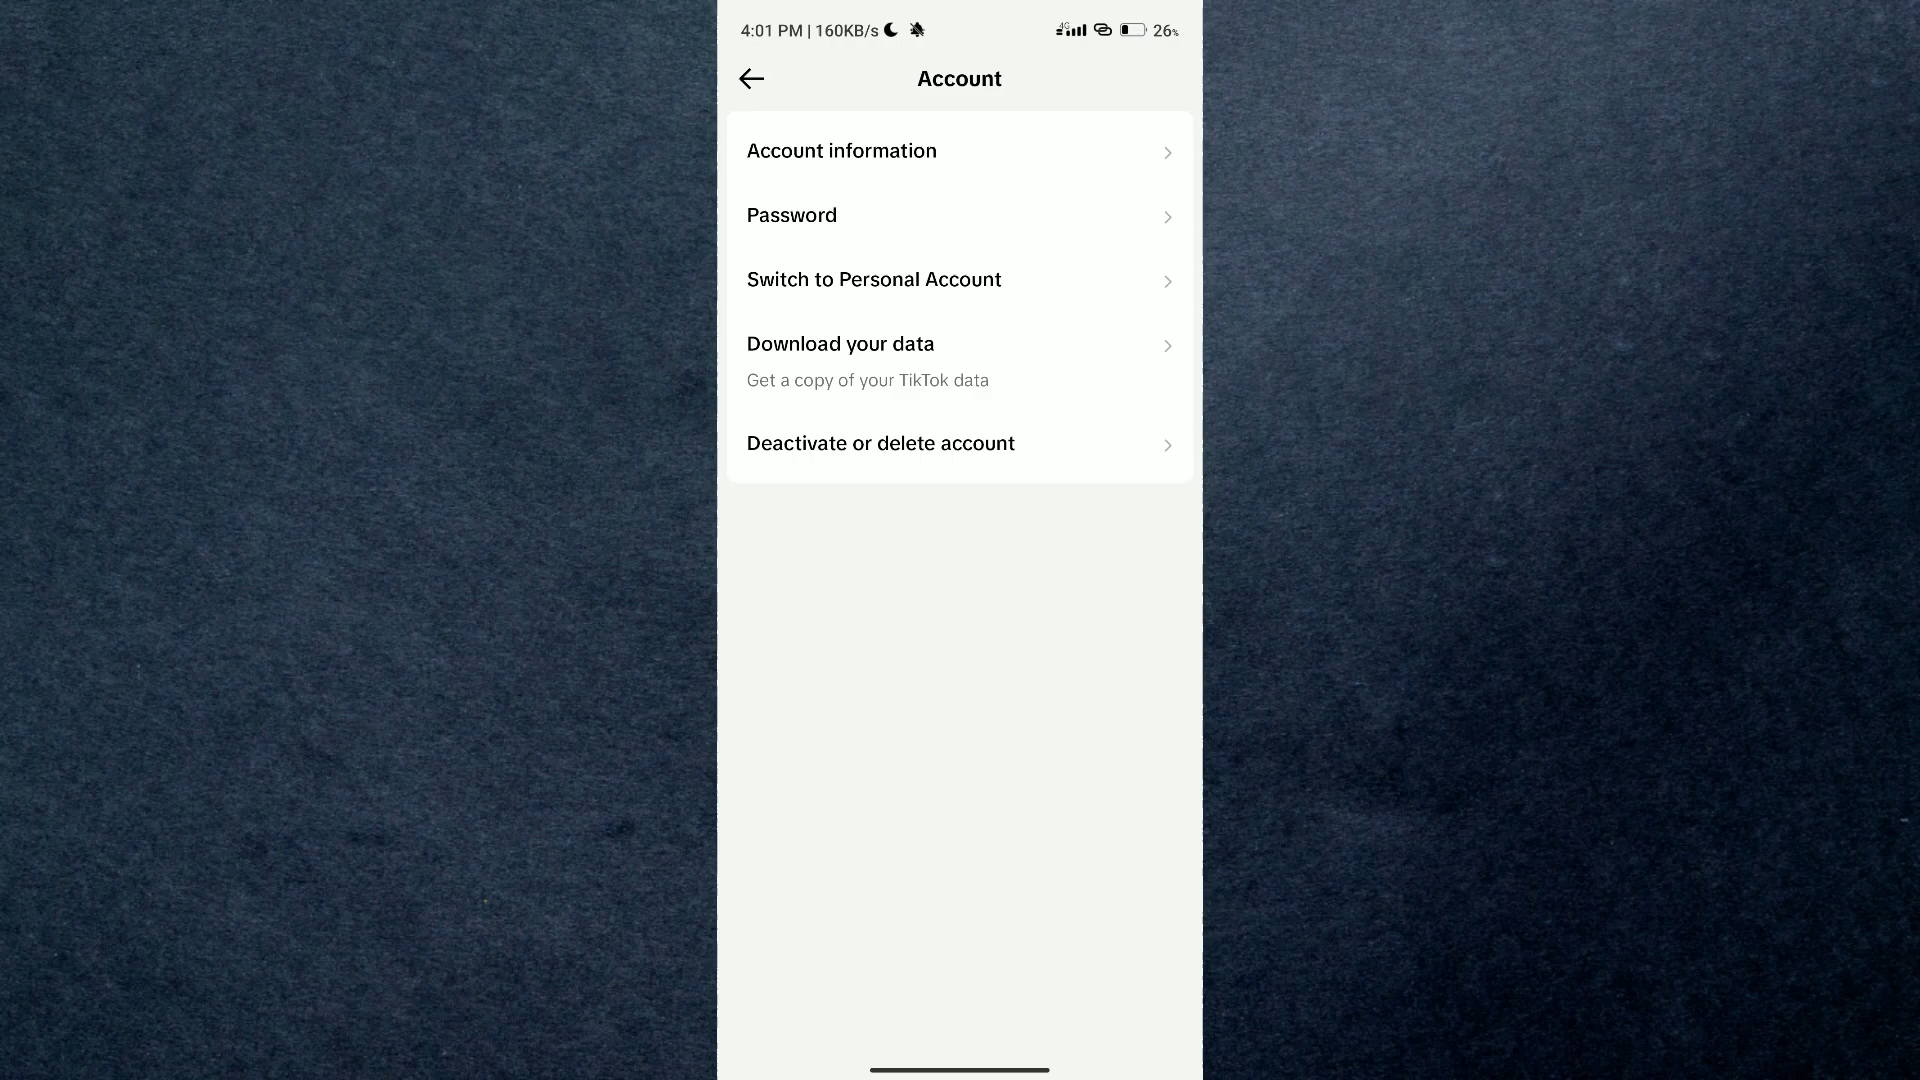 4:01 PM | 160KB/s 4G 26%
Account
Account information
Password
Switch to Personal Account
Download your data
Get a copy of your TikTok data
Deactivate or delete account